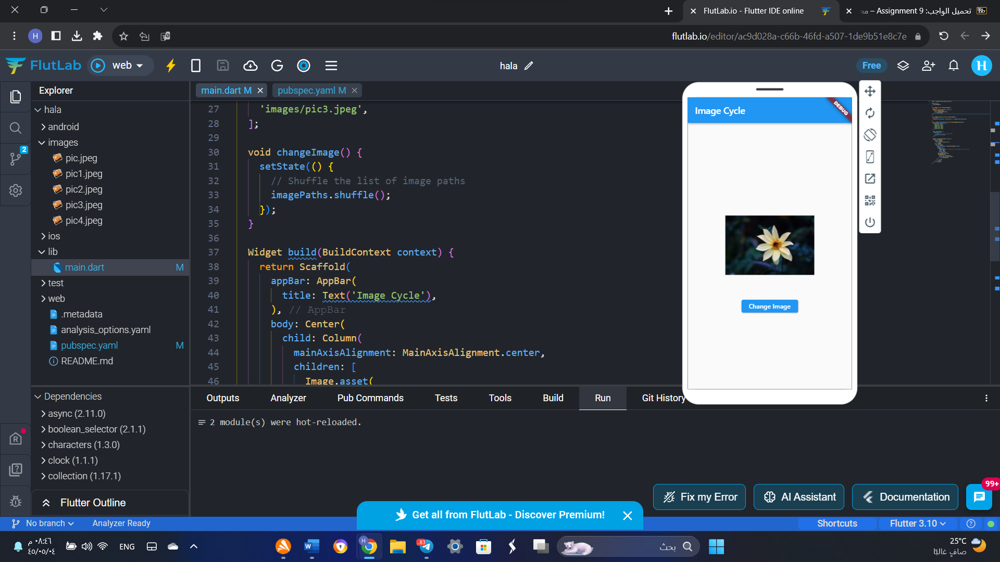 FlutLab.io - Flutter IDE online
تحميل الواجب: Assignment 9 – مح
Bb
H
flutlab.io/editor/ac9d028a-c66b-46fd-a507-1de9b51e8c7e
FlutLab
web
hala
Free
H
Explorer
hala
android
images
pic.jpeg
pic1.jpeg
pic2.jpeg
pic3.jpeg
pic4.jpeg
ios
lib
main.dart M
test
web
.metadata
analysis_options.yaml
pubspec.yaml M
README.md
2
Dependencies
async (2.11.0)
boolean_selector (2.1.1)
characters (1.3.0)
clock (1.1.1)
collection (1.17.1)
Flutter Outline
main.dart M
pubspec.yaml M
27 'images/pic3.jpeg',
28 ];
29
30 void changeImage() {
31 setState(() {
32 // Shuffle the list of image paths
33 imagePaths.shuffle();
34 });
35 }
36
37 Widget build(BuildContext context) {
38 return Scaffold(
39 appBar: AppBar(
40 title: Text('Image Cycle'),
41 ), // AppBar
42 body: Center(
43 child: Column(
44 mainAxisAlignment: MainAxisAlignment.center,
45 children: [
46 Image.asset(
Image Cycle
DEBUG
Change Image
Outputs Analyzer Pub Commands Tests Tools Build Run Git History
2 module(s) were hot-reloaded.
Fix my Error
AI Assistant
Documentation
99+
Get all from FlutLab - Discover Premium!
No branch
Analyzer Ready
Shortcuts
Flutter 3.10
٠٨:٤٦ م
٤٥/٠٥/٠٤
ENG
H
83
بحث
25°C
صافٍ غالبًا